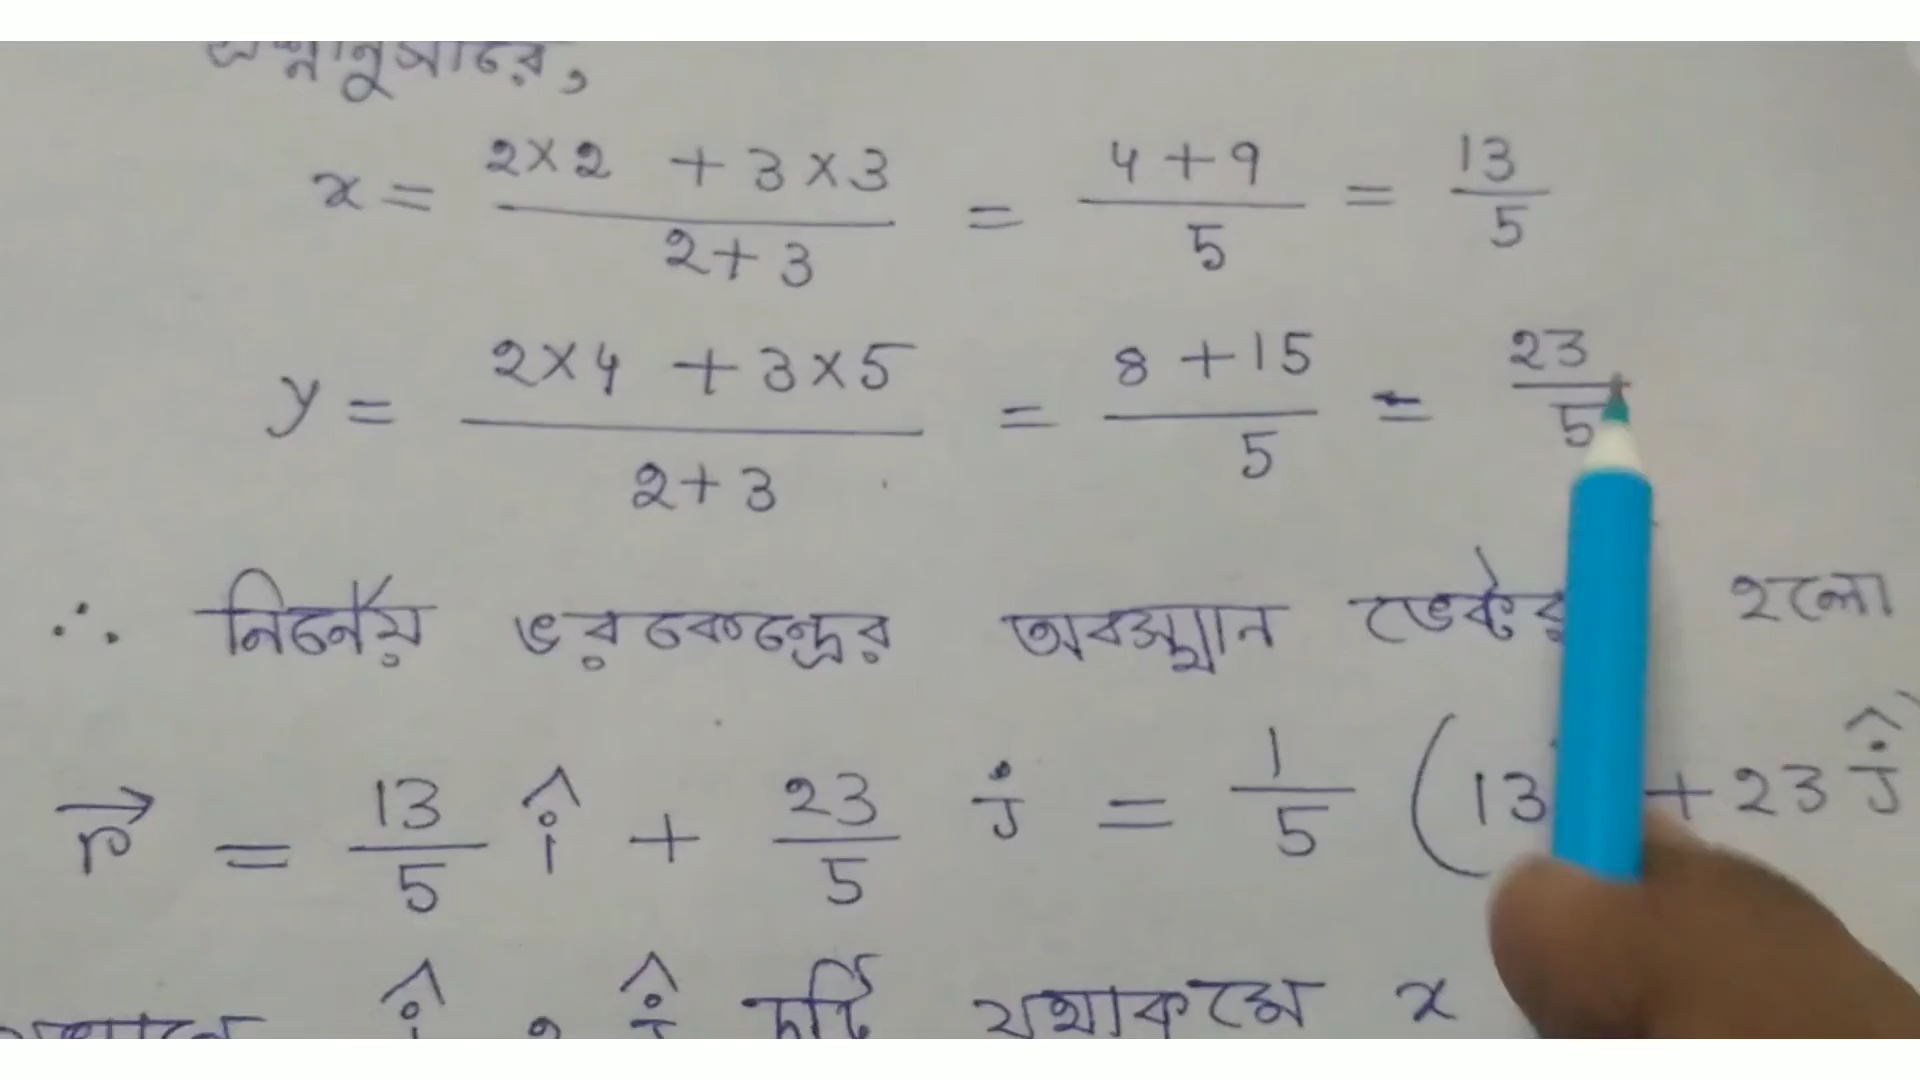 প্রশ্নানুসারে,
x = (2×2 + 3×3)/(2+3) = (4+9)/5 = 13/5
y = (2×4 + 3×5)/(2+3) = (8+15)/5 = 23/5
∴ নির্ণেয় ভরকেন্দ্রের অবস্থান ভেক্টর হলো
r⃗ = 13/5 î + 23/5 j = 1/5 (13 + 23 ĵ
î, ĵ দুটি যথাক্রমে x